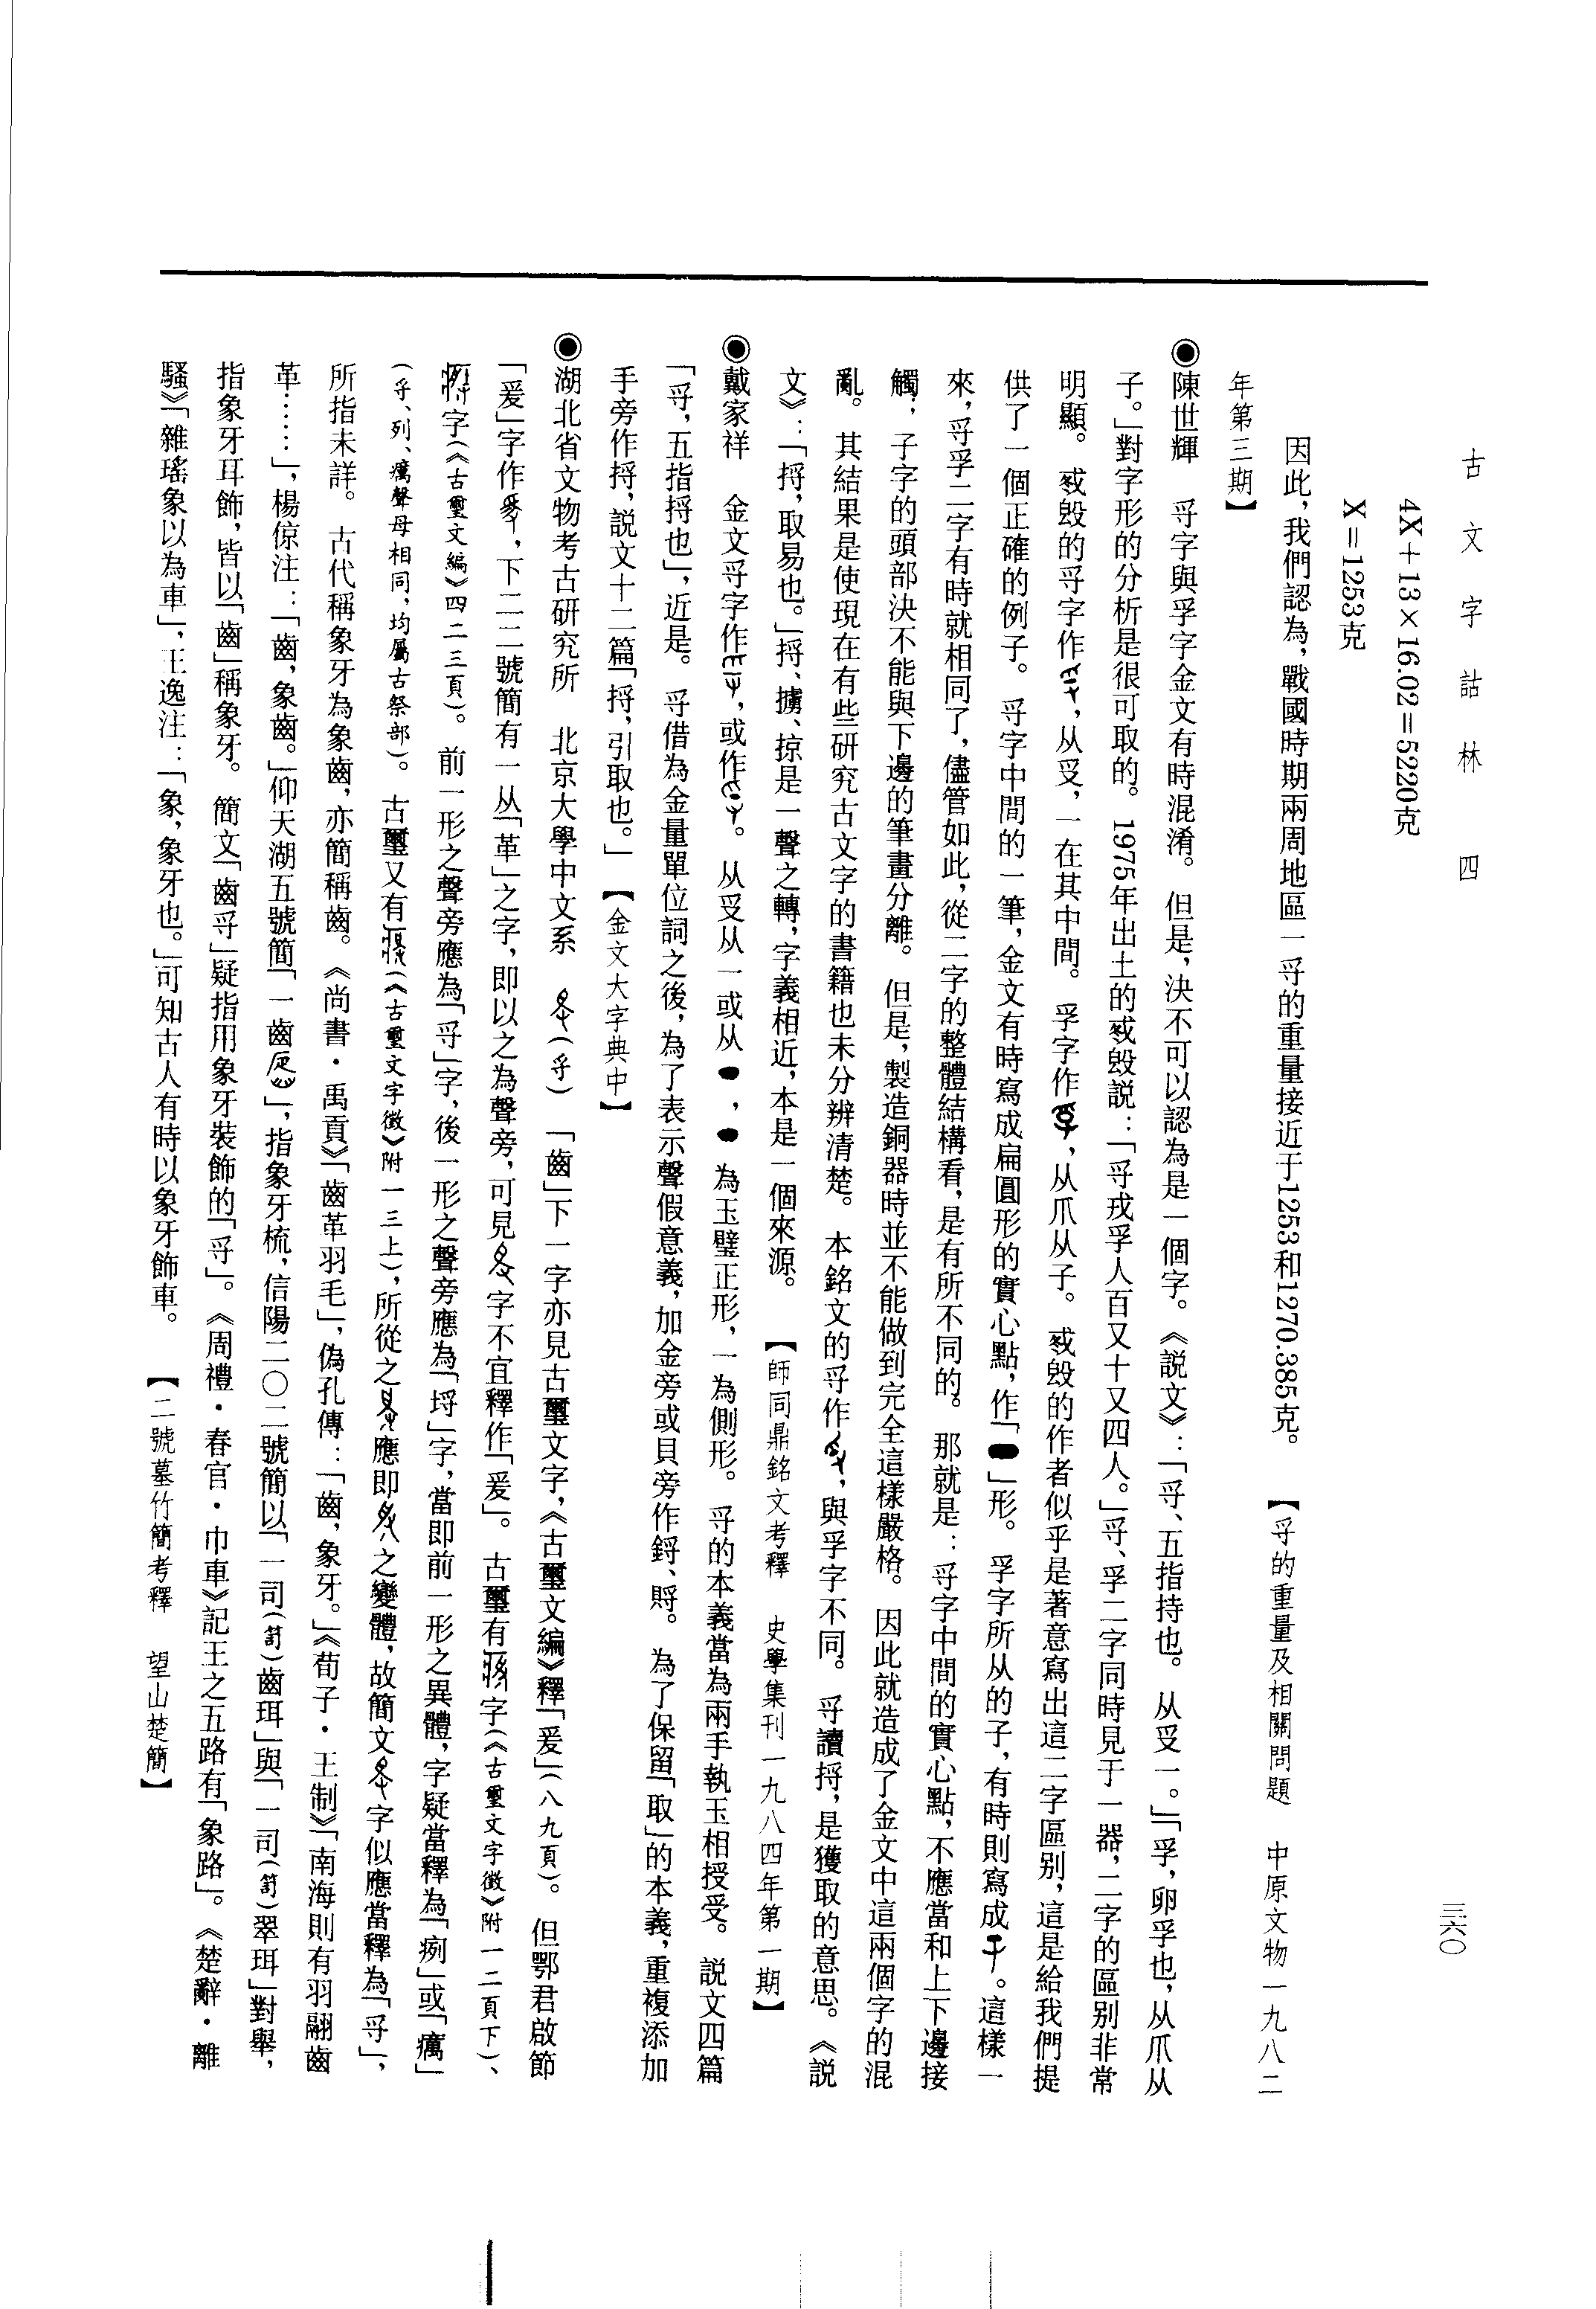 古文字詁林 四
三六〇
4X＋13×16.02＝5220克
X＝1253克
因此，我們認為，戰國時期兩周地區一寽的重量接近于1253和1270.385克。　【寽的重量及相關問題　中原文物一九八二
年第三期】
◉陳世輝　寽字與孚字金文有時混淆。但是，決不可以認為是一個字。《説文》：「寽、五指持也。从𠬪一。」「孚，卵孚也，从爪从
子。」對字形的分析是很可取的。1975年出土的㦰𣪘説：「寽戎孚人百又十又四人。」寽、孚二字同時見于一器，二字的區別非常
明顯。㦰𣪘的寽字作，从𠬪，一在其中間。孚字作，从爪从子。㦰𣪘的作者似乎是著意寫出這二字區別，這是給我們提
供了一個正確的例子。寽字中間的一筆，金文有時寫成扁圓形的實心點，作「」形。孚字所从的子，有時則寫成。這樣一
來，寽孚二字有時就相同了，儘管如此，從二字的整體結構看，是有所不同的。那就是：寽字中間的實心點，不應當和上下邊接
觸，子字的頭部決不能與下邊的筆畫分離。但是，製造銅器時並不能做到完全這樣嚴格。因此就造成了金文中這兩個字的混
亂。其結果是使現在有些研究古文字的書籍也未分辨清楚。本銘文的寽作，與孚字不同。寽讀捋，是獲取的意思。《説
文》：「捋，取易也。」捋、擄、掠是一聲之轉，字義相近，本是一個來源。　【師同鼎銘文考釋　史學集刊一九八四年第一期】
◉戴家祥　金文寽字作，或作。从𠬪从一或从，為玉璧正形，一為側形。寽的本義當為兩手執玉相授受。説文四篇
「寽，五指捋也」，近是。寽借為金量單位詞之後，為了表示聲假意義，加金旁或貝旁作鋝、𧵩。為了保留「取」的本義，重複添加
手旁作捋，説文十二篇「捋，引取也。」【金文大字典中】
◉湖北省文物考古研究所　北京大學中文系　（寽）　「齒」下一字亦見古璽文字，《古璽文編》釋「爰」（八九頁）。但鄂君啟節
「爰」字作，下二二號簡有一从「革」之字，即以之為聲旁，可見字不宜釋作「爰」。古璽有字（《古璽文字徵》附一二頁下）、
字（《古璽文編》四二三頁）。前一形之聲旁應為「寽」字，後一形之聲旁應為「埒」字，當即前一形之異體，字疑當釋為「痢」或「癘」
（寽、列、癘聲母相同，均屬古祭部）。古璽又有（《古璽文字徵》附一三上），所從之應即之變體，故簡文字似應當釋為「寽」，
所指未詳。古代稱象牙為象齒，亦簡稱齒。《尚書·禹貢》「齒革羽毛」，偽孔傳：「齒，象牙。」《荀子·王制》「南海則有羽翮齒
革……」，楊倞注：「齒，象齒。」仰天湖五號簡「一齒」，指象牙梳，信陽二〇二號簡以「一司（笥）齒珥」與「一司（笥）翠珥」對舉，
指象牙耳飾，皆以「齒」稱象牙。簡文「齒寽」疑指用象牙裝飾的「寽」。《周禮·春官·巾車》記王之五路有「象路」。《楚辭·離
騷》「雜瑤象以為車」，王逸注：「象，象牙也。」可知古人有時以象牙飾車。　【二號墓竹簡考釋　望山楚簡】